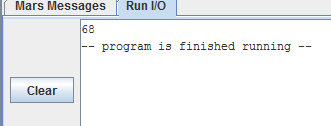 Mars Messages Run I/O
68
-- program is finished running --
Clear